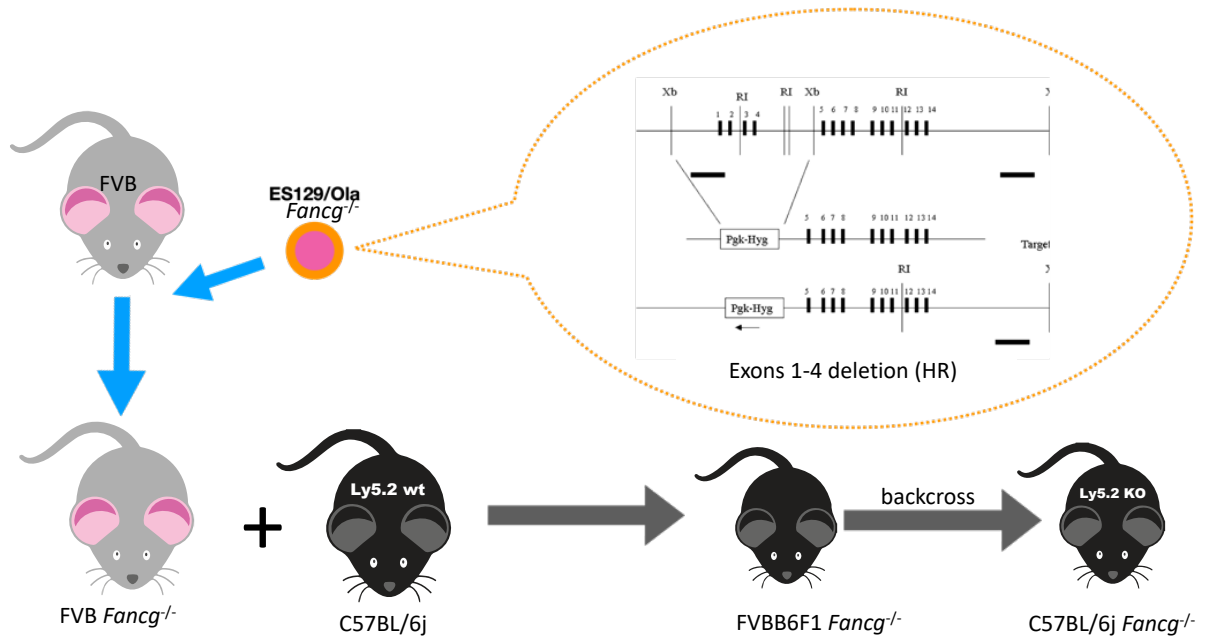 FVB
ES129/Ola
Fancg-/-
Xb RI RI Xb RI
1 2 3 4 5 6 7 8 9 10 11 12 13 14
Pgk-Hyg
5 6 7 8 9 10 11 12 13 14
Target
RI
5 6 7 8 9 10 11 12 13 14
Pgk-Hyg
Exons 1-4 deletion (HR)
Ly5.2 wt
+
backcross
Ly5.2 KO
FVB Fancg-/-
C57BL/6j
FVBB6F1 Fancg-/-
C57BL/6j Fancg-/-